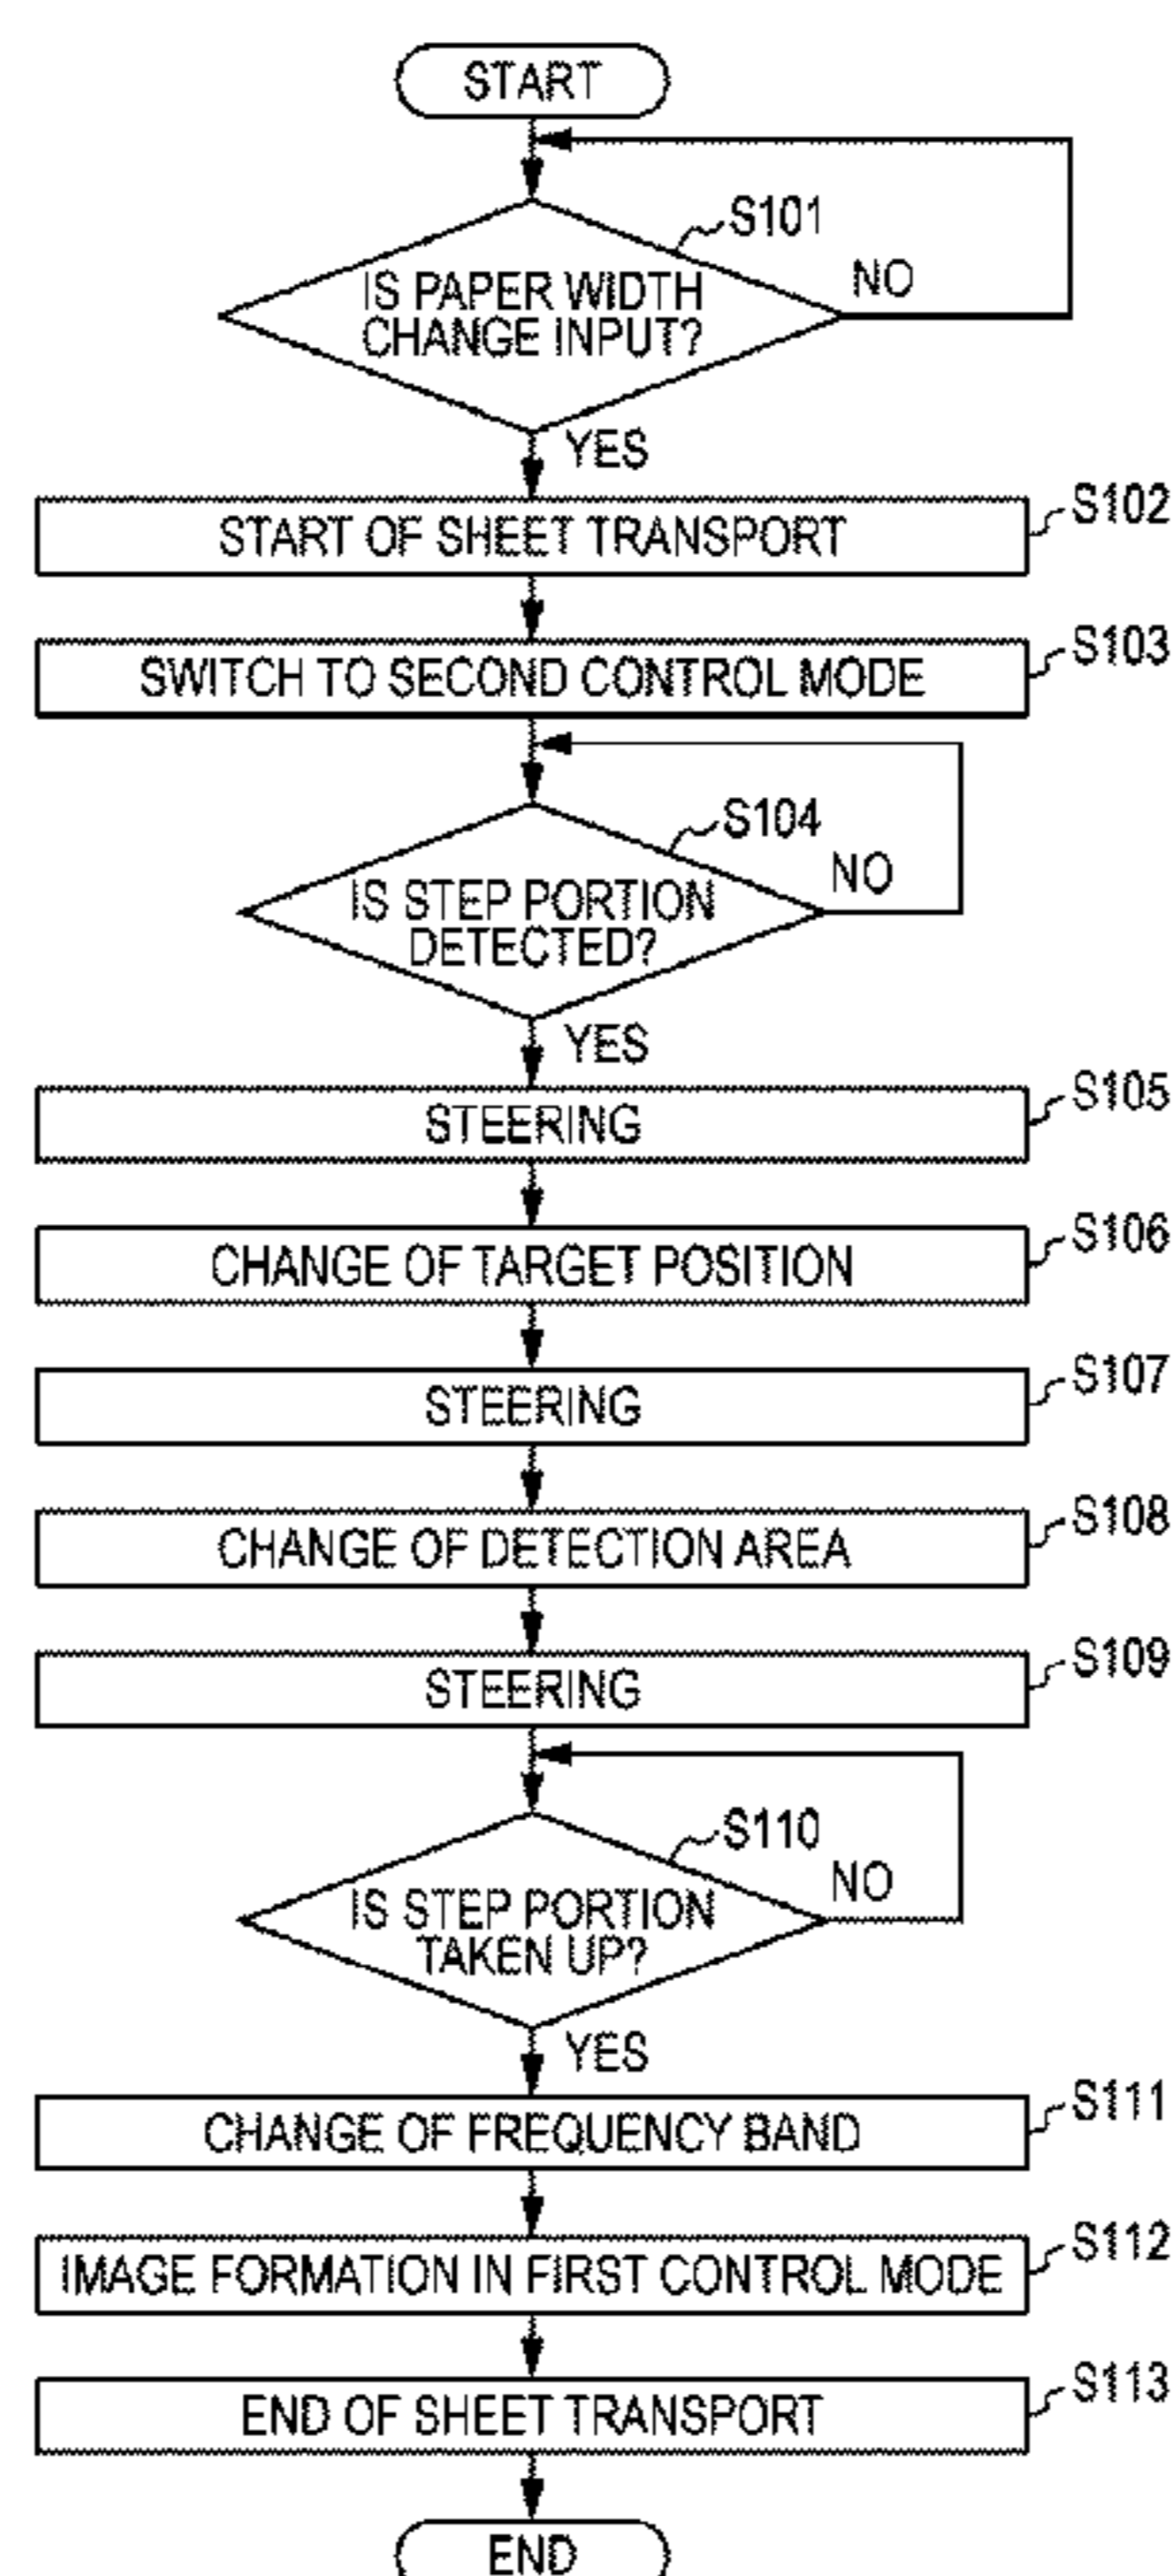 START
S101
IS PAPER WIDTH
CHANGE INPUT?
NO
YES
START OF SHEET TRANSPORT
S102
SWITCH TO SECOND CONTROL MODE
S103
S104
IS STEP PORTION
DETECTED?
NO
YES
STEERING
S105
CHANGE OF TARGET POSITION
S106
STEERING
S107
CHANGE OF DETECTION AREA
S108
STEERING
S109
S110
IS STEP PORTION
TAKEN UP?
NO
YES
CHANGE OF FREQUENCY BAND
S111
IMAGE FORMATION IN FIRST CONTROL MODE
S112
END OF SHEET TRANSPORT
S113
END